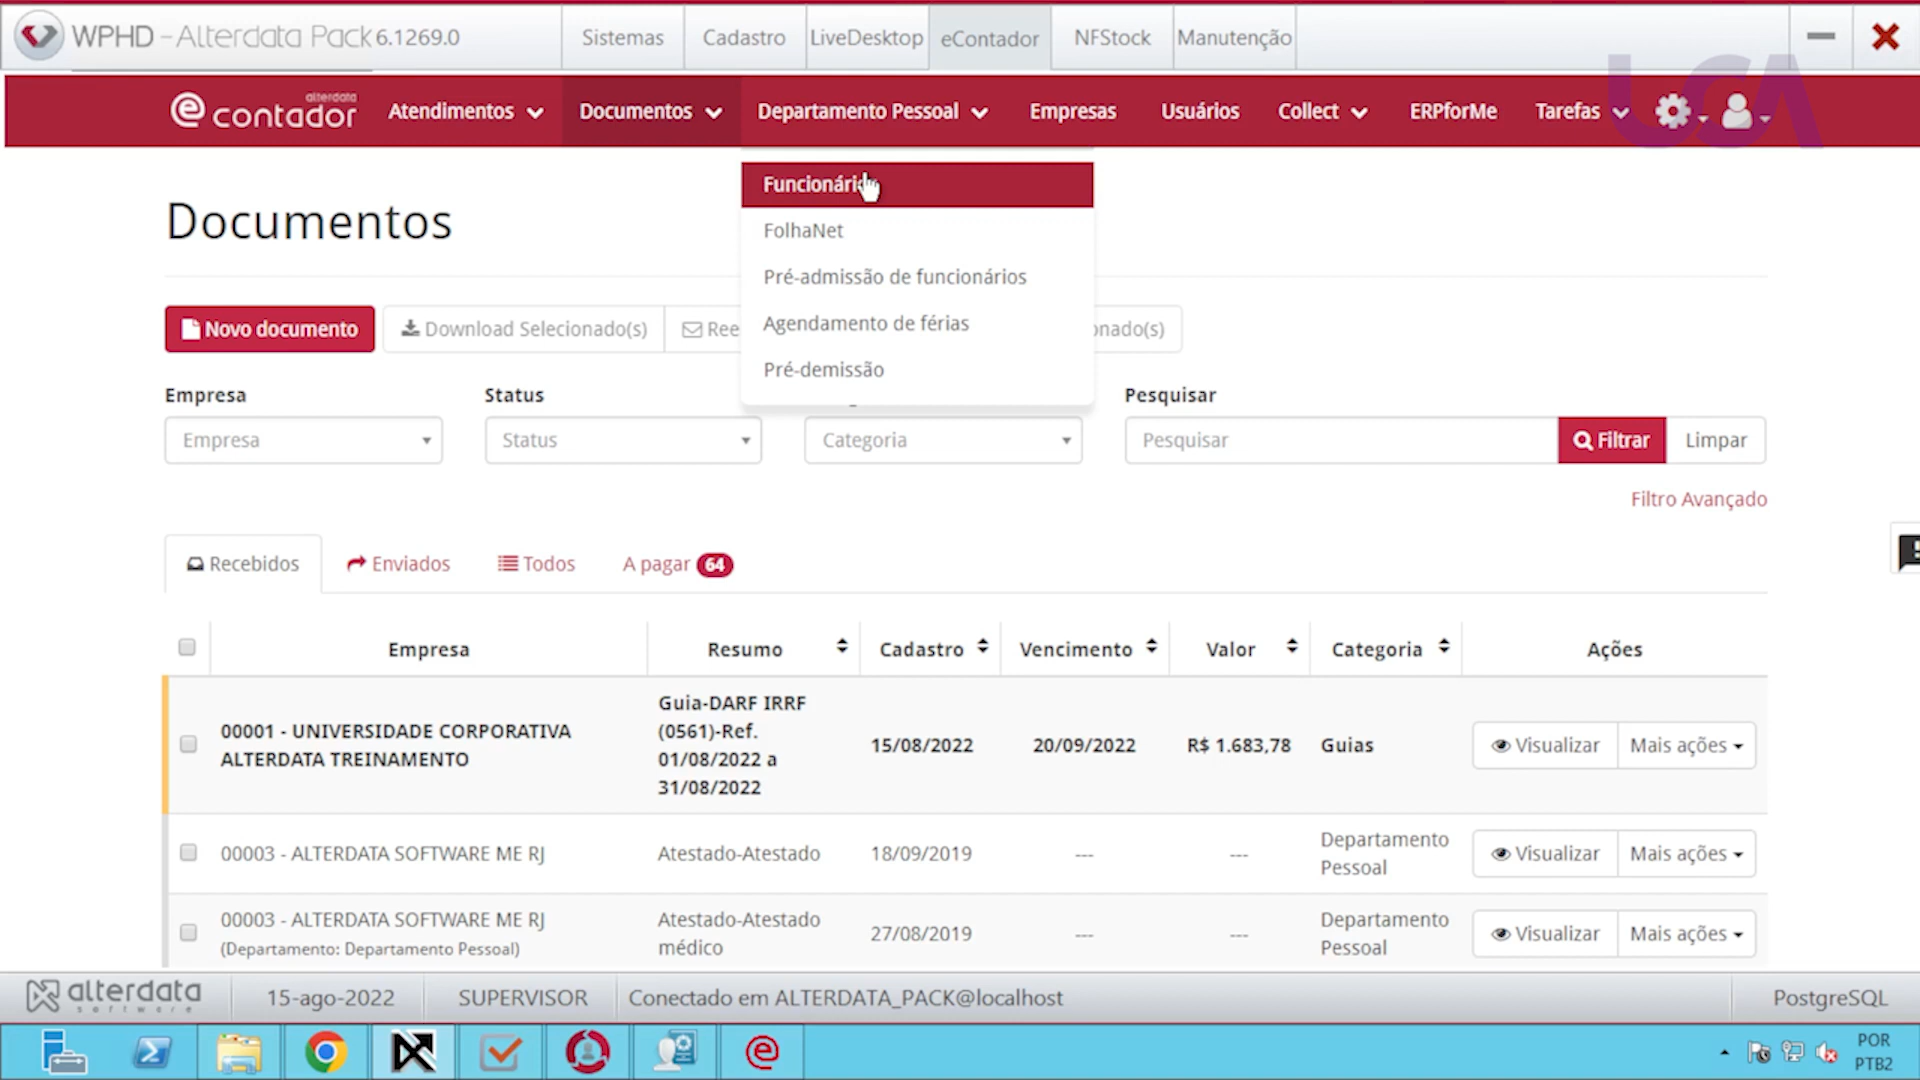 WPHD - Alterdata Pack 6.1269.0
Sistemas
Cadastro
LiveDesktop
eContador
NFStock
Manutenção
UCA
e contador
alterdata
Atendimentos
Documentos
Departamento Pessoal
Empresas
Usuários
Collect
ERPforMe
Tarefas
Funcionári
FolhaNet
Pré-admissão de funcionários
Agendamento de férias
Pré-demissão
Documentos
Novo documento
Download Selecionado(s)
Ree
onado(s)
Empresa
Status
Pesquisar
Empresa
Status
Categoria
Pesquisar
Filtrar
Limpar
Filtro Avançado
Recebidos
Enviados
Todos
A pagar 64
Empresa
Resumo
Cadastro
Vencimento
Valor
Categoria
Ações
00001 - UNIVERSIDADE CORPORATIVA
ALTERDATA TREINAMENTO
Guia-DARF IRRF
(0561)-Ref.
01/08/2022 a
31/08/2022
15/08/2022
20/09/2022
R$ 1.683,78
Guias
Visualizar
Mais ações
00003 - ALTERDATA SOFTWARE ME RJ
Atestado-Atestado
18/09/2019
---
---
Departamento
Pessoal
Visualizar
Mais ações
00003 - ALTERDATA SOFTWARE ME RJ
(Departamento: Departamento Pessoal)
Atestado-Atestado
médico
27/08/2019
---
---
Departamento
Pessoal
Visualizar
Mais ações
alterdata
software
15-ago-2022
SUPERVISOR
Conectado em ALTERDATA_PACK@localhost
PostgreSQL
POR
PTB2